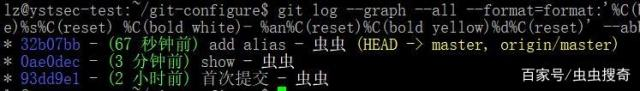 lz@ystsec-test:~/git-configure$ git log --graph --all --format=format:'%C(b
)%s%C(reset) %C(bold white)- %an%C(reset)%C(bold yellow)%d%C(reset)' --abb
* 32b07bb - (67 秒钟前) add alias - 虫虫 (HEAD -> master, origin/master)
* 0ae0dec - (3 分钟前) show - 虫虫
* 93dd9e1 - (2 小时前) 首次提交 - 虫虫
百家号/虫虫搜奇